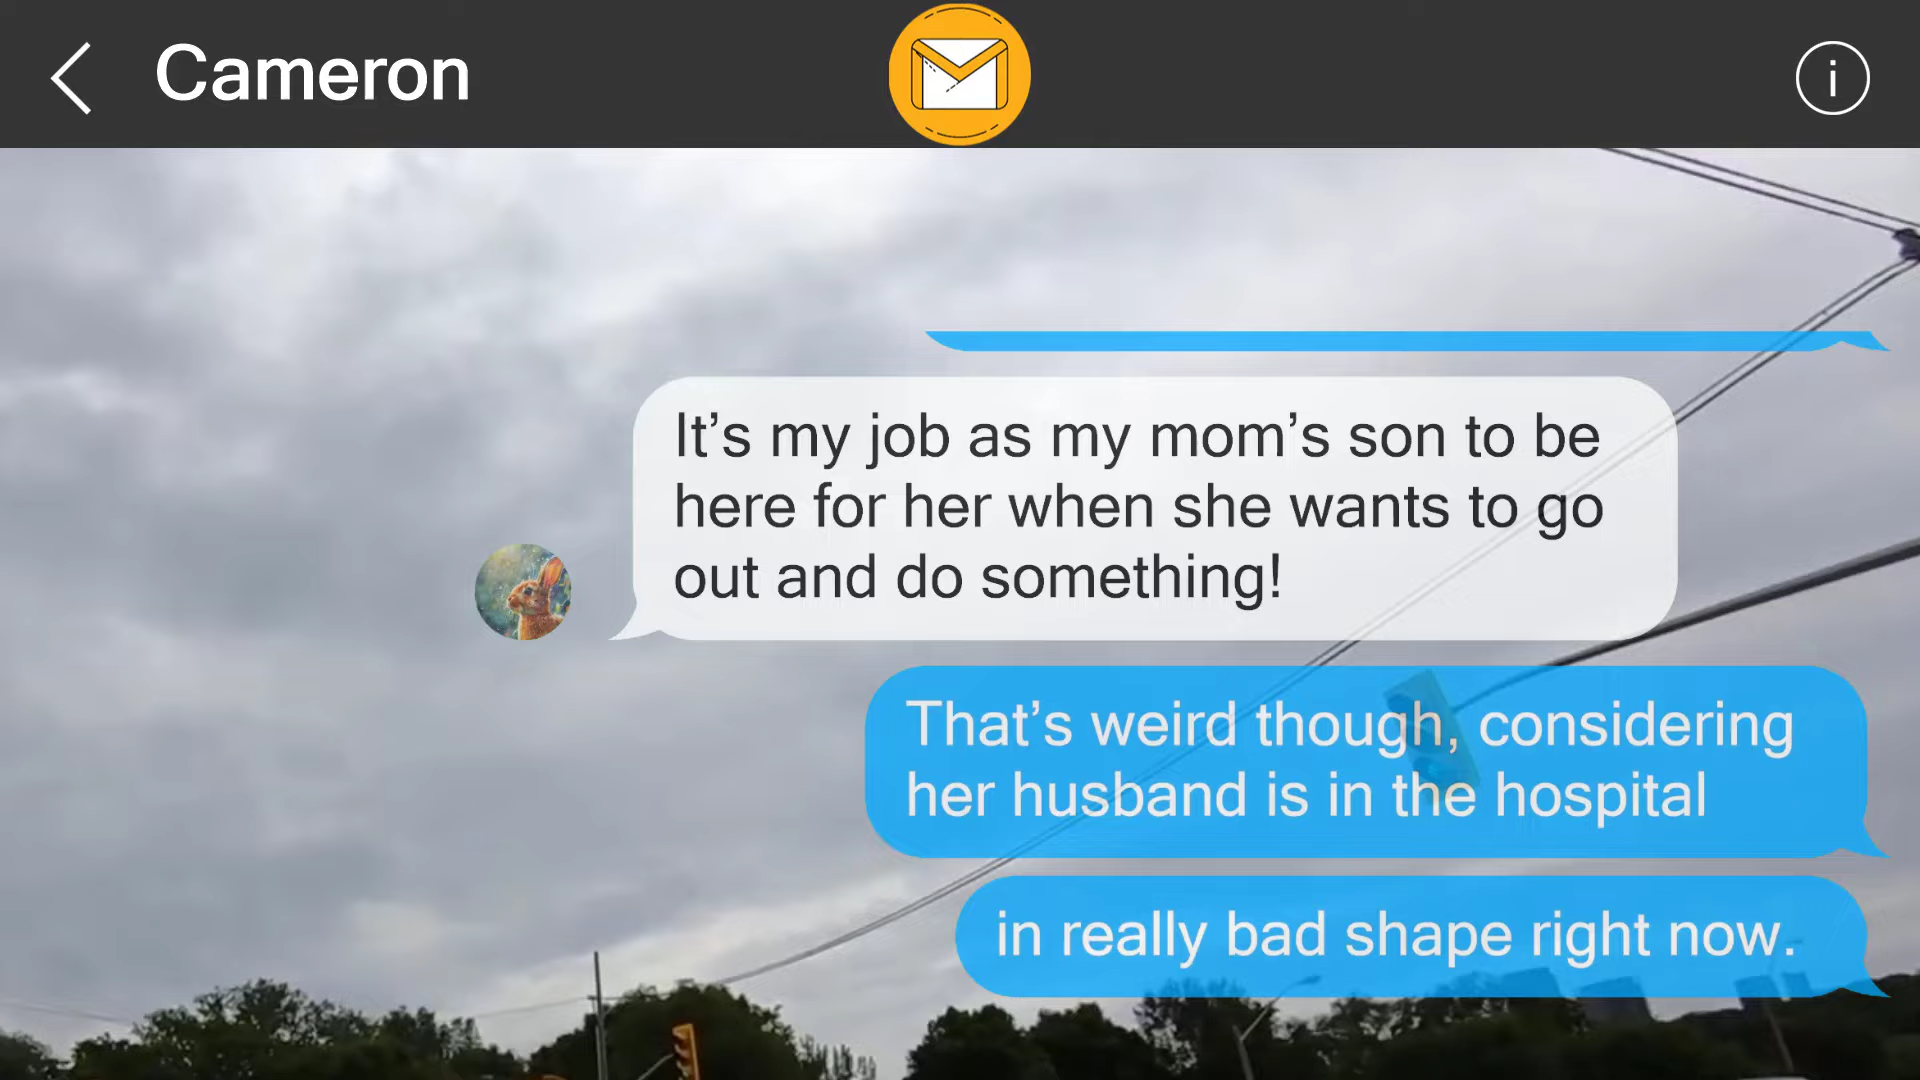 Cameron
i
It’s my job as my mom’s son to be
here for her when she wants to go
out and do something!
That’s weird though, considering
her husband is in the hospital
in really bad shape right now.